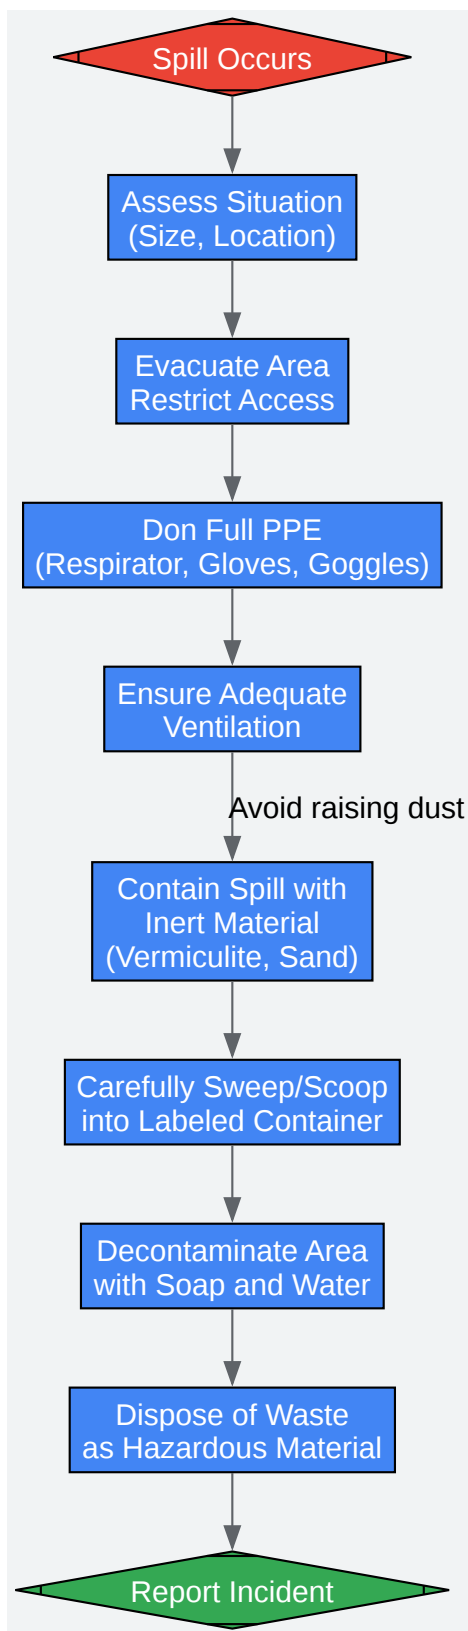 Spill Occurs
Assess Situation
(Size, Location)
Evacuate Area
Restrict Access
Don Full PPE
(Respirator, Gloves, Goggles)
Ensure Adequate
Ventilation
Avoid raising dust
Contain Spill with
Inert Material
(Vermiculite, Sand)
Carefully Sweep/Scoop
into Labeled Container
Decontaminate Area
with Soap and Water
Dispose of Waste
as Hazardous Material
Report Incident